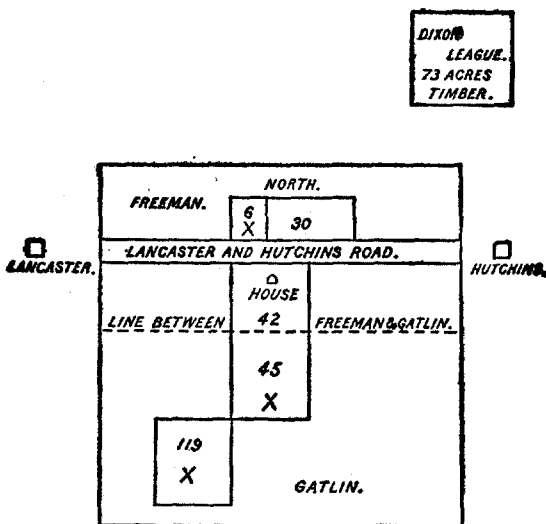 DIXON
LEAGUE.
73 ACRES
TIMBER.
NORTH.
FREEMAN.
6
X
30
LANCASTER.
LANCASTER AND HUTCHINS ROAD.
HUTCHINS.
HOUSE
42
LINE BETWEEN FREEMAN & GATLIN.
45
X
119
X
GATLIN.